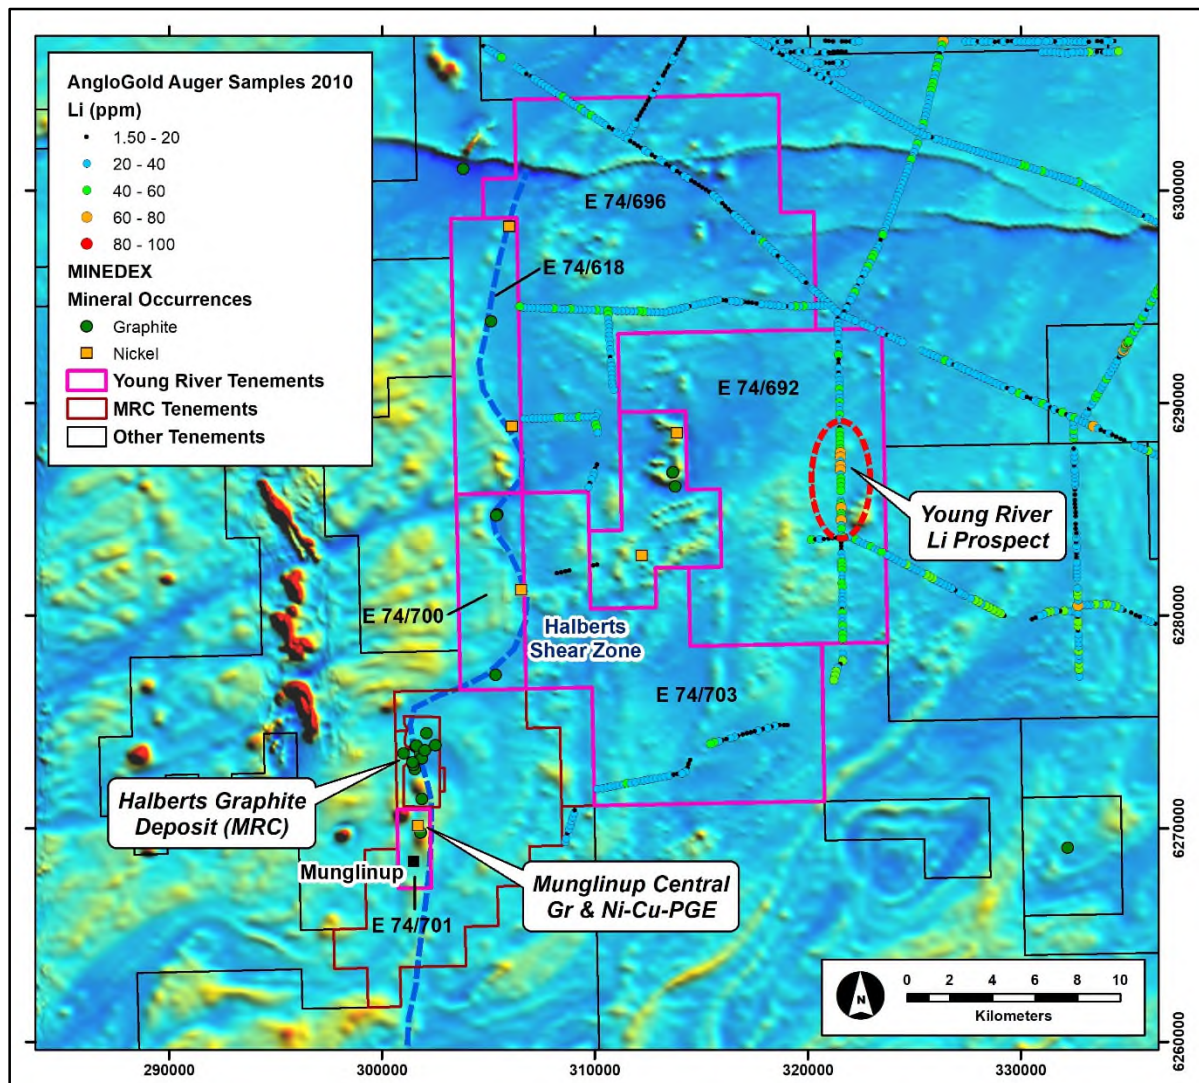 AngloGold Auger Samples 2010
Li (ppm)
1.50 - 20
20 - 40
40 - 60
60 - 80
80 - 100
MINEDEX
Mineral Occurrences
Graphite
Nickel
Young River Tenements
MRC Tenements
Other Tenements
E 74/696
E 74/618
E 74/692
Young River
Li Prospect
E 74/700
Halberts
Shear Zone
E 74/703
Halberts Graphite
Deposit (MRC)
Munglinup
Munglinup Central
Gr & Ni-Cu-PGE
E 74/701
N
0 2 4 6 8 10
Kilometers
6300000
6290000
6280000
6270000
6260000
290000
300000
310000
320000
330000